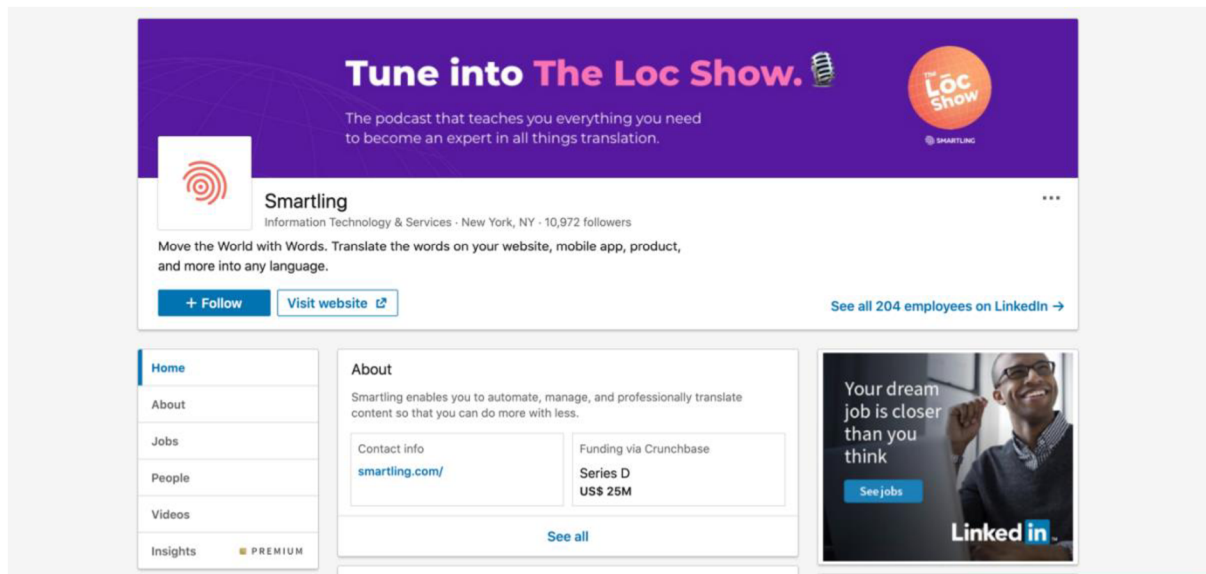 Tune into The Loc Show.
The podcast that teaches you everything you need
to become an expert in all things translation.
The
Lōc
Show
SMARTLING
Smartling
Information Technology & Services · New York, NY · 10,972 followers
Move the World with Words. Translate the words on your website, mobile app, product,
and more into any language.
+ Follow
Visit website
See all 204 employees on LinkedIn →
Home
About
Jobs
People
Videos
Insights PREMIUM
About
Smartling enables you to automate, manage, and professionally translate
content so that you can do more with less.
Contact info
smartling.com/
Funding via Crunchbase
Series D
US$ 25M
See all
Your dream
job is closer
than you
think
See jobs
Linked in